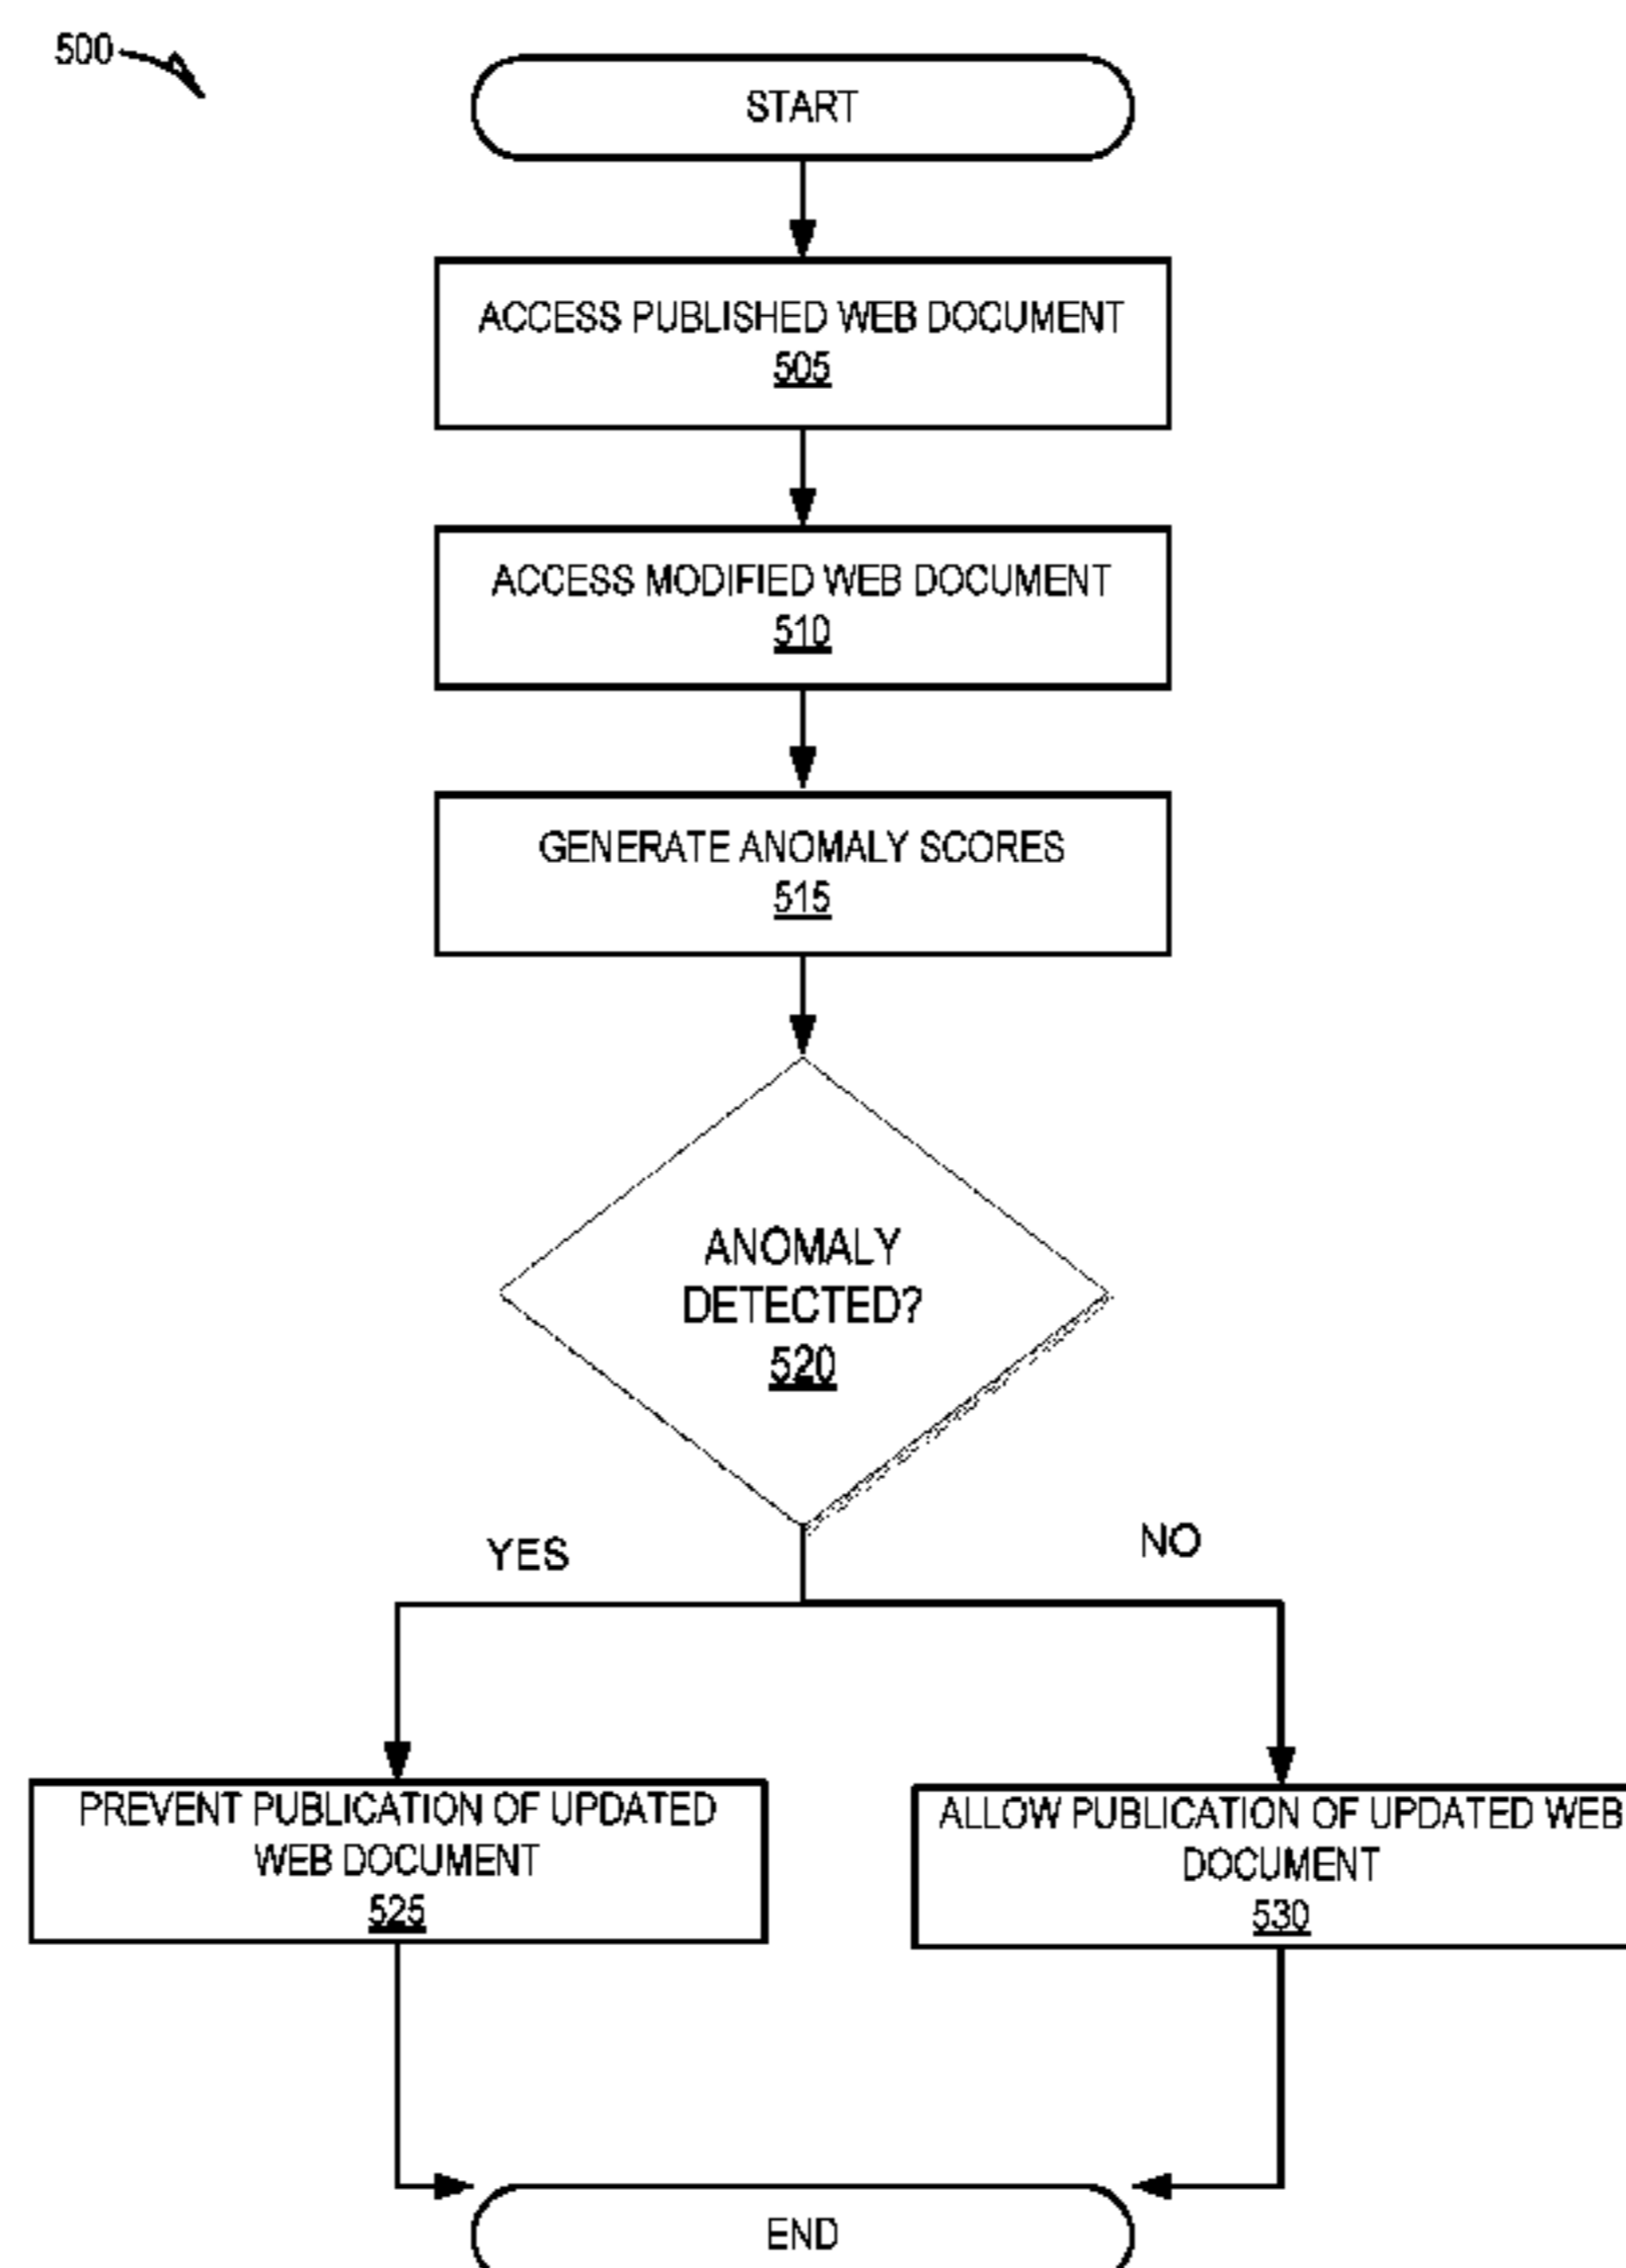 500
START
ACCESS PUBLISHED WEB DOCUMENT
505
ACCESS MODIFIED WEB DOCUMENT
510
GENERATE ANOMALY SCORES
515
ANOMALY
DETECTED?
520
YES
NO
PREVENT PUBLICATION OF UPDATED
WEB DOCUMENT
525
ALLOW PUBLICATION OF UPDATED WEB
DOCUMENT
530
END